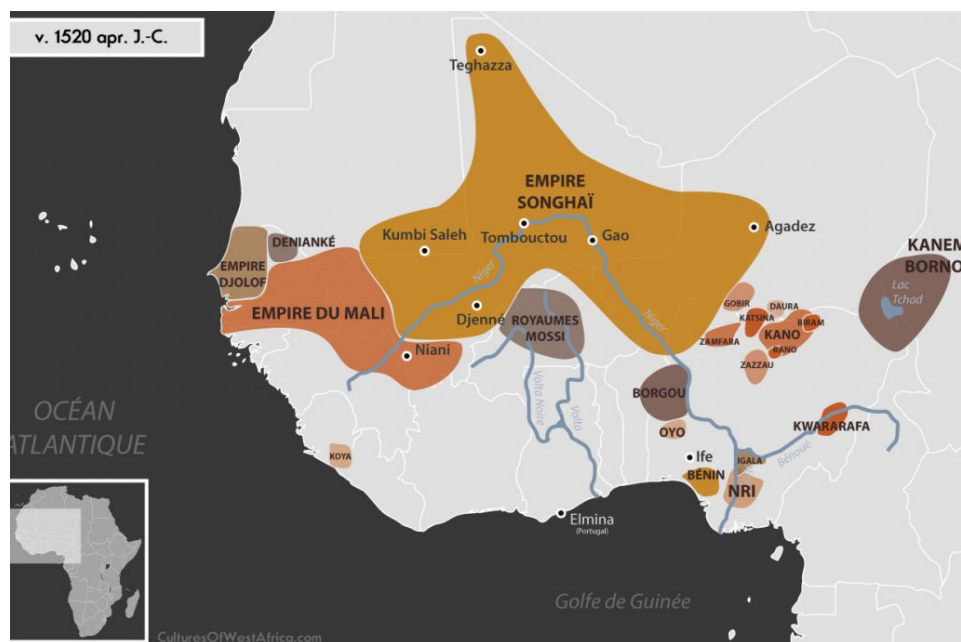 v. 1520 apr. J.-C.
Teghazza
EMPIRE
SONGHAÏ
Agadez
Kumbi Saleh
Tombouctou
Gao
DENIANKÉ
EMPIRE
DJOLOF
KANEM
BORNO
Lac
Tchad
Niger
EMPIRE DU MALI
Djenné
ROYAUMES
MOSSI
Niger
GOBIR
DAURA
KATSINA
BIRAM
KANO
ZAMFARA
RANO
ZAZZAU
Niani
BORGOU
Volta Noire
Volta
KWARARAFA
OYO
OCÉAN
ATLANTIQUE
KOYA
Ife
IGALA
Bénoué
BÉNIN
NRI
Elmina
(Portugal)
Golfe de Guinée
CulturesOfWestAfrica.com